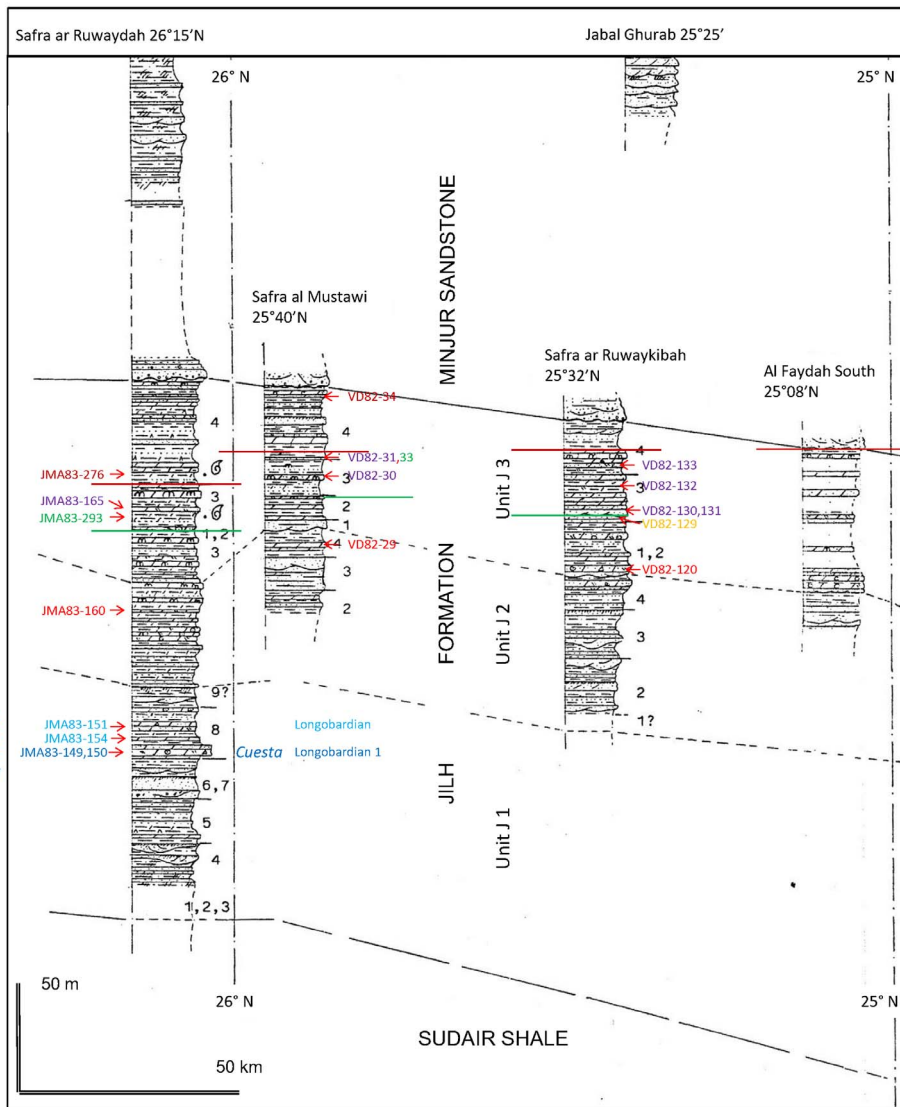 Safra ar Ruwaydah 26°15’N
Jabal Ghurab 25°25’
26° N
25° N
MINJUR SANDSTONE
Safra al Mustawi
25°40’N
Safra ar Ruwaykibah
25°32’N
Al Faydah South
25°08’N
4
JMA83-276
3
JMA83-165
JMA83-293
1,2
3
JMA83-160
9?
JMA83-151
8
JMA83-154
JMA83-149,150
6,7
5
4
1,2,3
VD82-34
4
VD82-31,33
VD82-30
3
2
1
4
VD82-29
3
2
Longobardian
Cuesta
Longobardian 1
JILH
FORMATION
Unit J 3
Unit J 2
Unit J 1
4
VD82-133
3
VD82-132
VD82-130,131
VD82-129
1,2
VD82-120
4
3
2
1?
50 m
50 km
26° N
25° N
SUDAIR SHALE